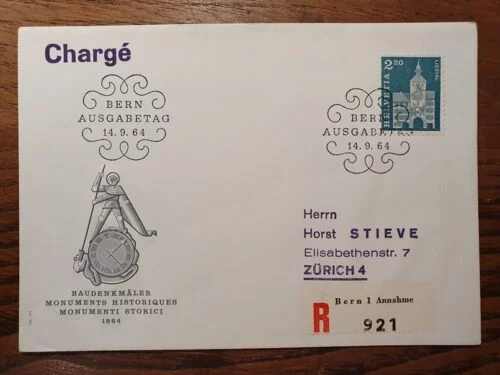 Chargé
BERN
AUSGABETAG
14.9.64
HELVETIA 2.20
LIESTAL
BERN
AUSGABETAG
14.9.64
Herrn
Horst STIEVE
Elisabethenstr. 7
ZÜRICH 4
BAUDENKMÄLER
MONUMENTS HISTORIQUES
MONUMENTI STORICI
1964
R
Bern 1 Annahme
921